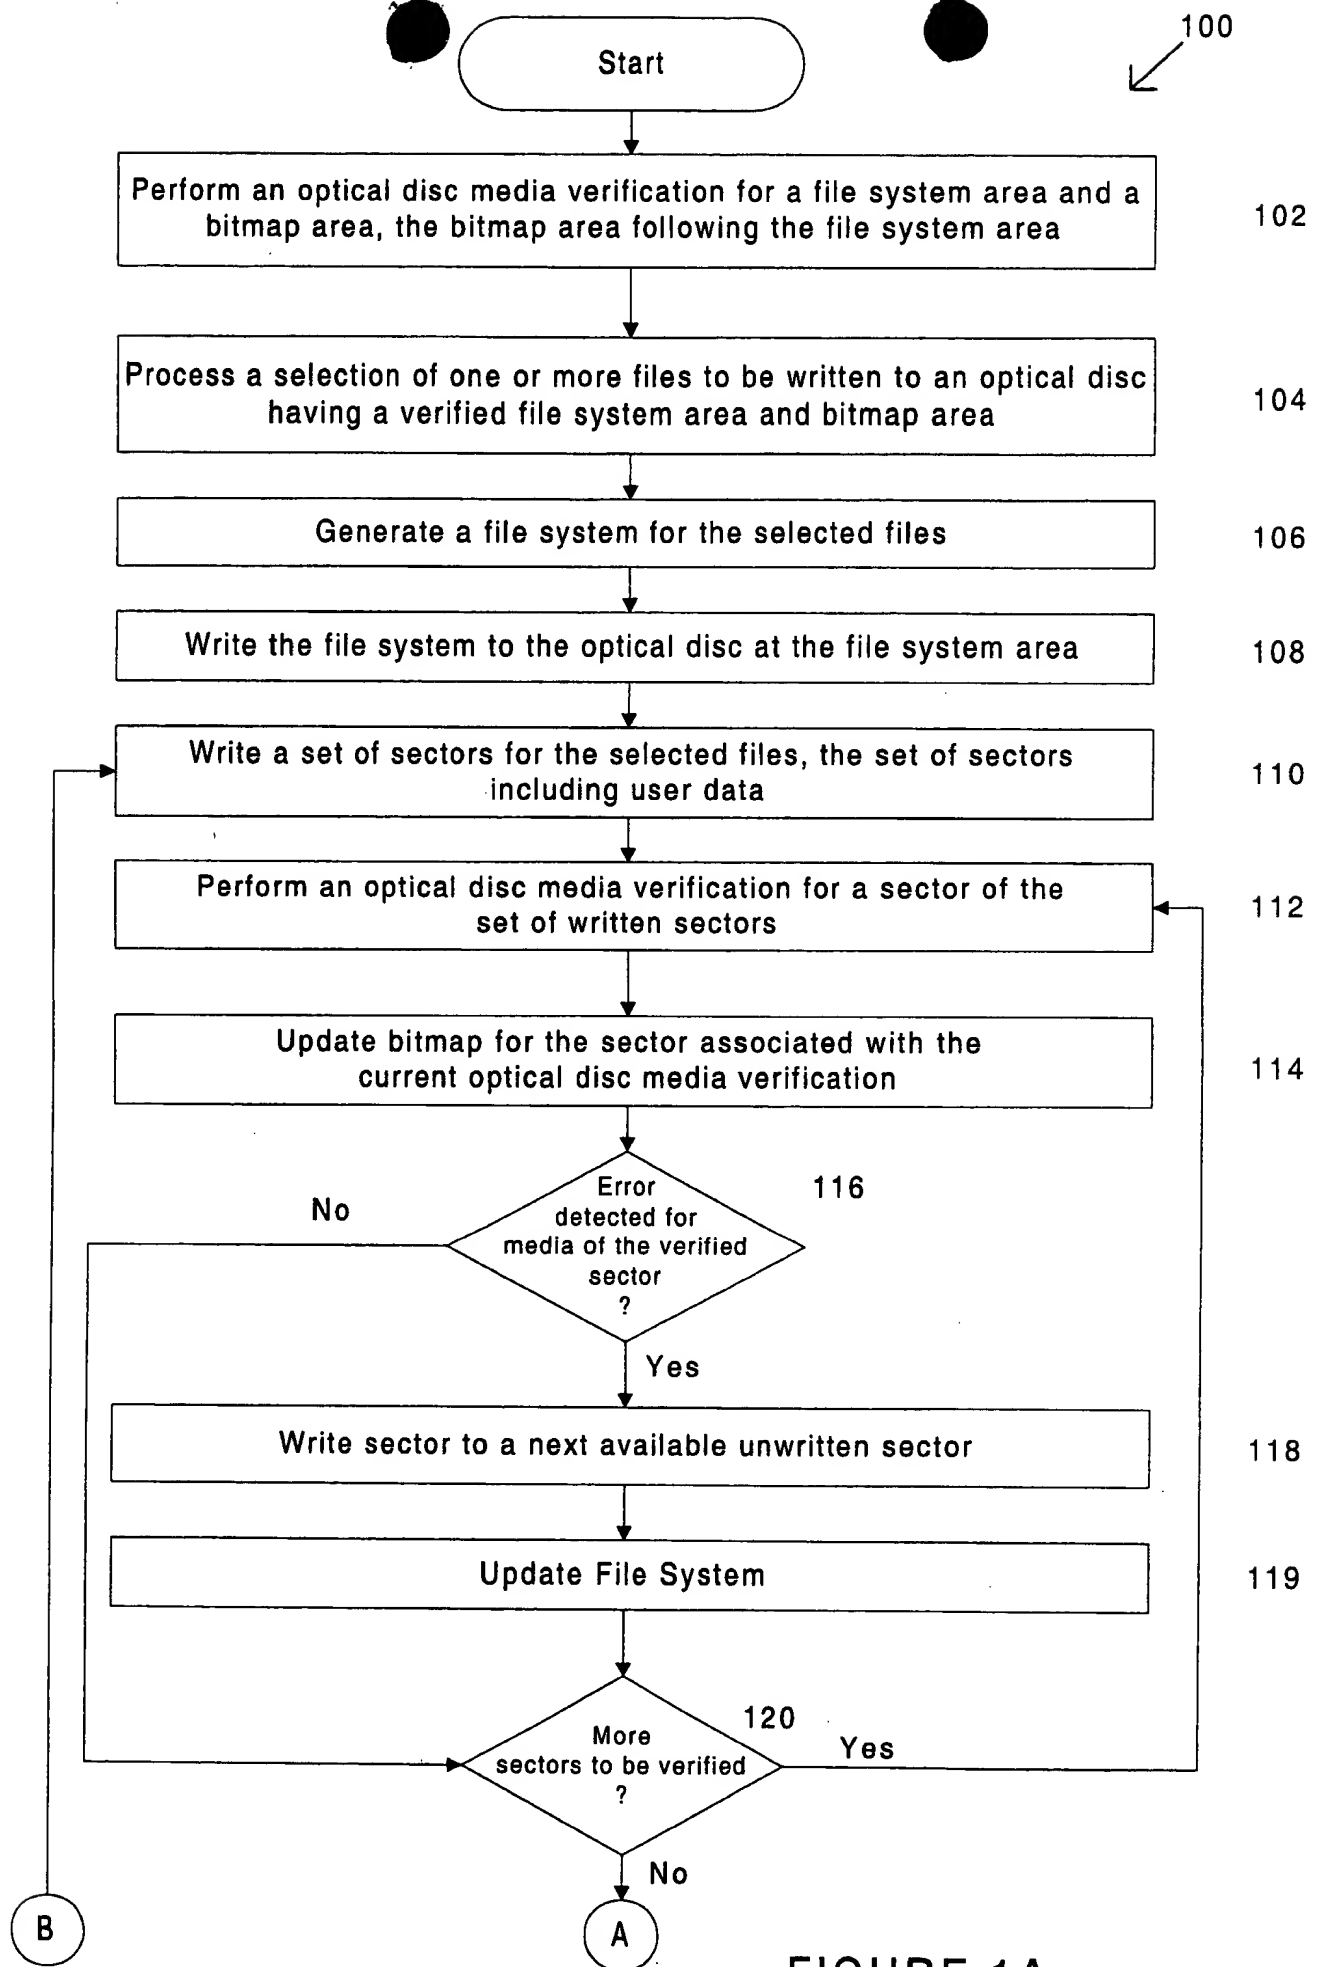 100
Start
Perform an optical disc media verification for a file system area and a
bitmap area, the bitmap area following the file system area
102
Process a selection of one or more files to be written to an optical disc
having a verified file system area and bitmap area
104
Generate a file system for the selected files
106
Write the file system to the optical disc at the file system area
108
Write a set of sectors for the selected files, the set of sectors
including user data
110
Perform an optical disc media verification for a sector of the
set of written sectors
112
Update bitmap for the sector associated with the
current optical disc media verification
114
Error
detected for
media of the verified
sector
?
116
No
Yes
Write sector to a next available unwritten sector
118
Update File System
119
More
sectors to be verified
?
120
Yes
No
B
A
FIGURE 1A